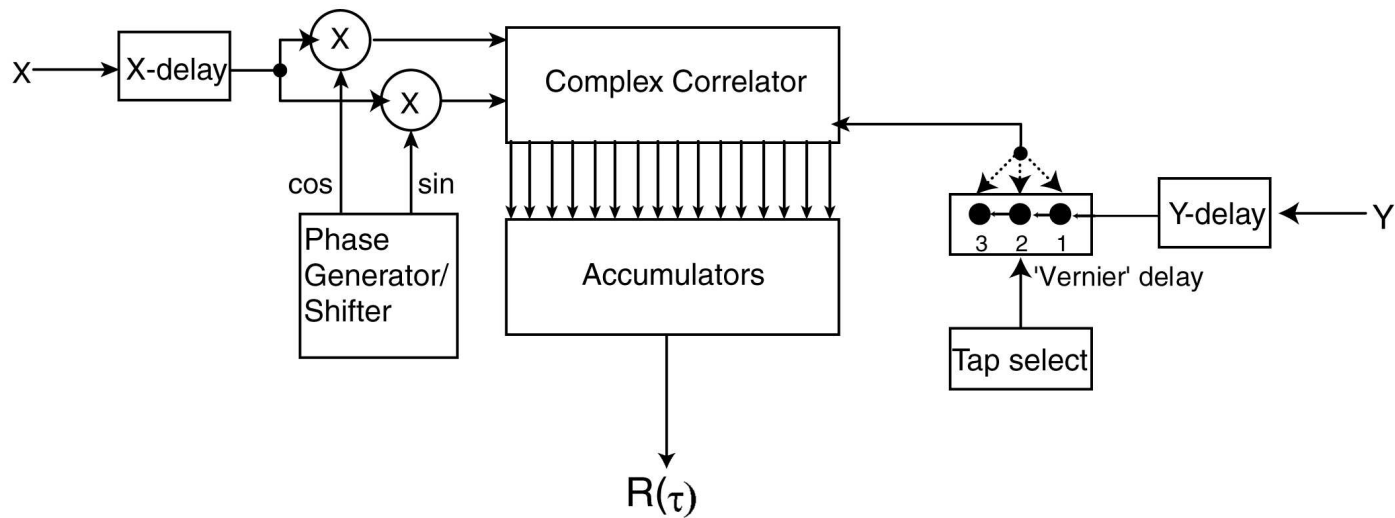 X
X-delay
X
X
cos
sin
Phase
Generator/
Shifter
Complex Correlator
Accumulators
R(τ)
3 2 1
'Vernier' delay
Tap select
Y-delay
Y